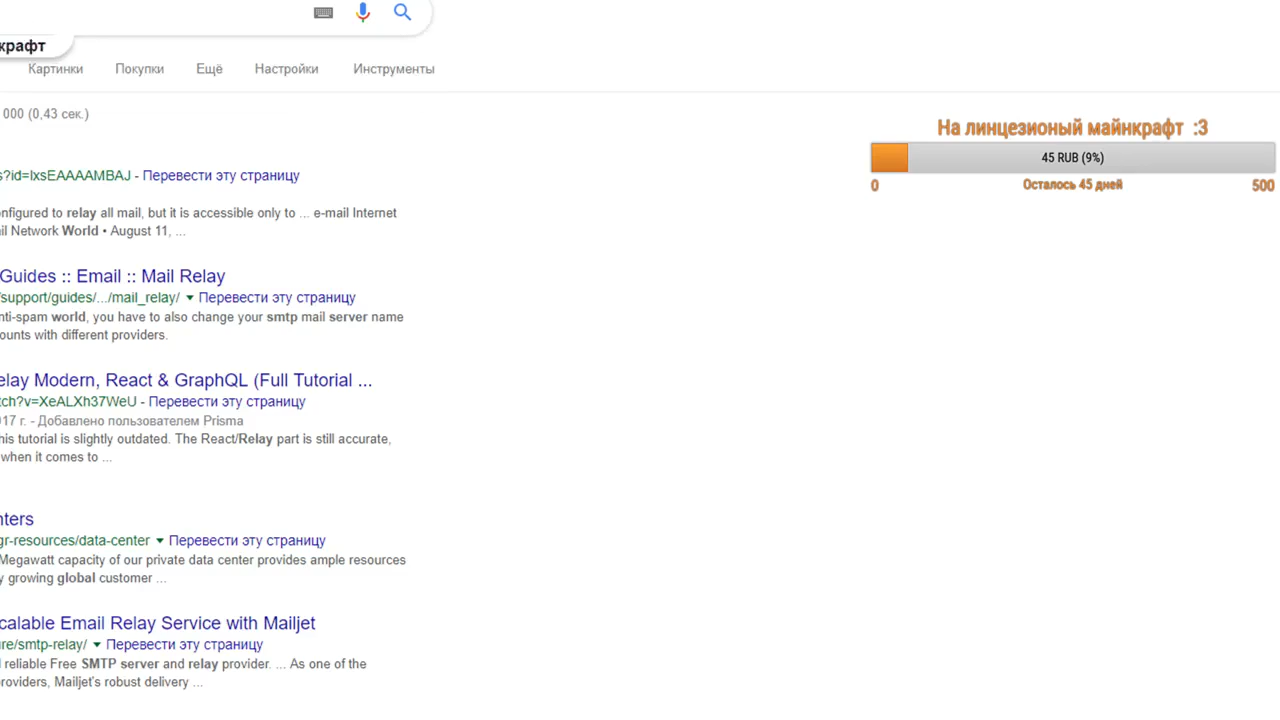 крафт
Картинки Покупки Ещё Настройки Инструменты
000 (0,43 сек.)
На линцезионый майнкрафт :3
45 RUB (9%)
0 Осталось 45 дней 500
s?id=IxsEAAAAMBAJ - Перевести эту страницу
nfigured to relay all mail, but it is accessible only to ... e-mail Internet
il Network World • August 11, ...
Guides :: Email :: Mail Relay
/support/guides/.../mail_relay/ ▼ Перевести эту страницу
nti-spam world, you have to also change your smtp mail server name
ounts with different providers.
elay Modern, React & GraphQL (Full Tutorial ...
tch?v=XeALXh37WeU - Перевести эту страницу
017 г. - Добавлено пользователем Prisma
his tutorial is slightly outdated. The React/Relay part is still accurate,
when it comes to ...
nters
gr-resources/data-center ▼ Перевести эту страницу
Megawatt capacity of our private data center provides ample resources
y growing global customer ...
calable Email Relay Service with Mailjet
re/smtp-relay/ ▼ Перевести эту страницу
l reliable Free SMTP server and relay provider. ... As one of the
roviders, Mailjet's robust delivery ...